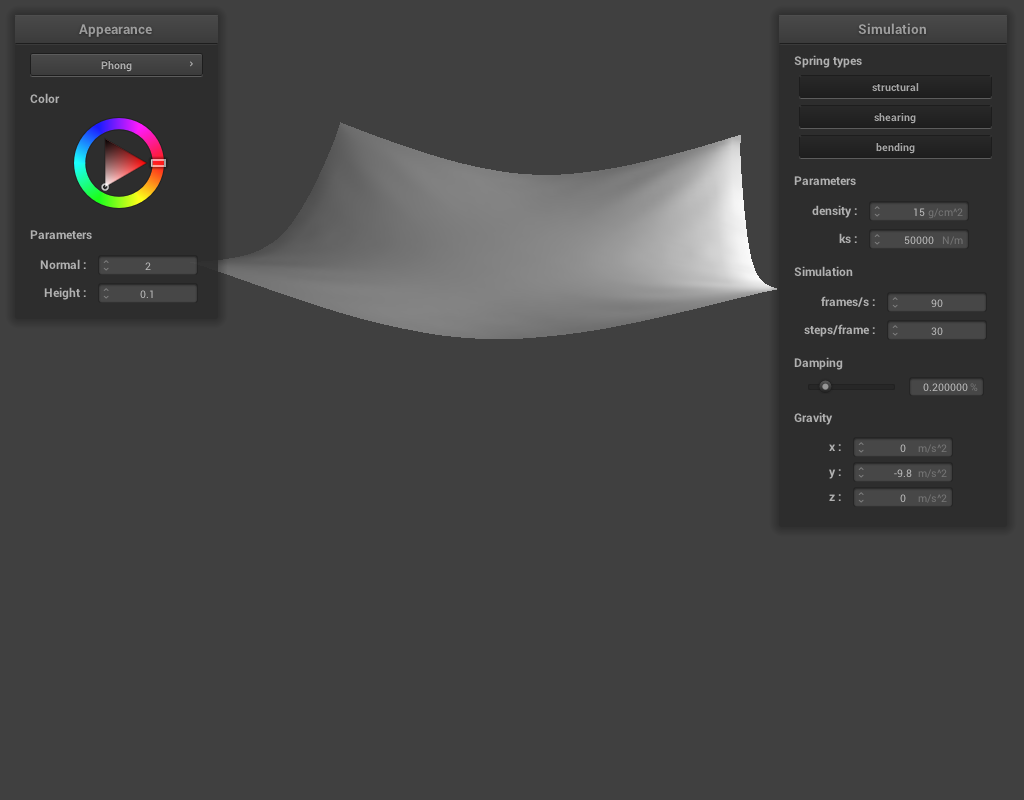 Appearance
Phong
Color
Parameters
Normal : 2
Height : 0.1
Simulation
Spring types
structural
shearing
bending
Parameters
density : 15 g/cm^2
ks : 50000 N/m
Simulation
frames/s : 90
steps/frame : 30
Damping
0.200000 %
Gravity
x : 0 m/s^2
y : -9.8 m/s^2
z : 0 m/s^2